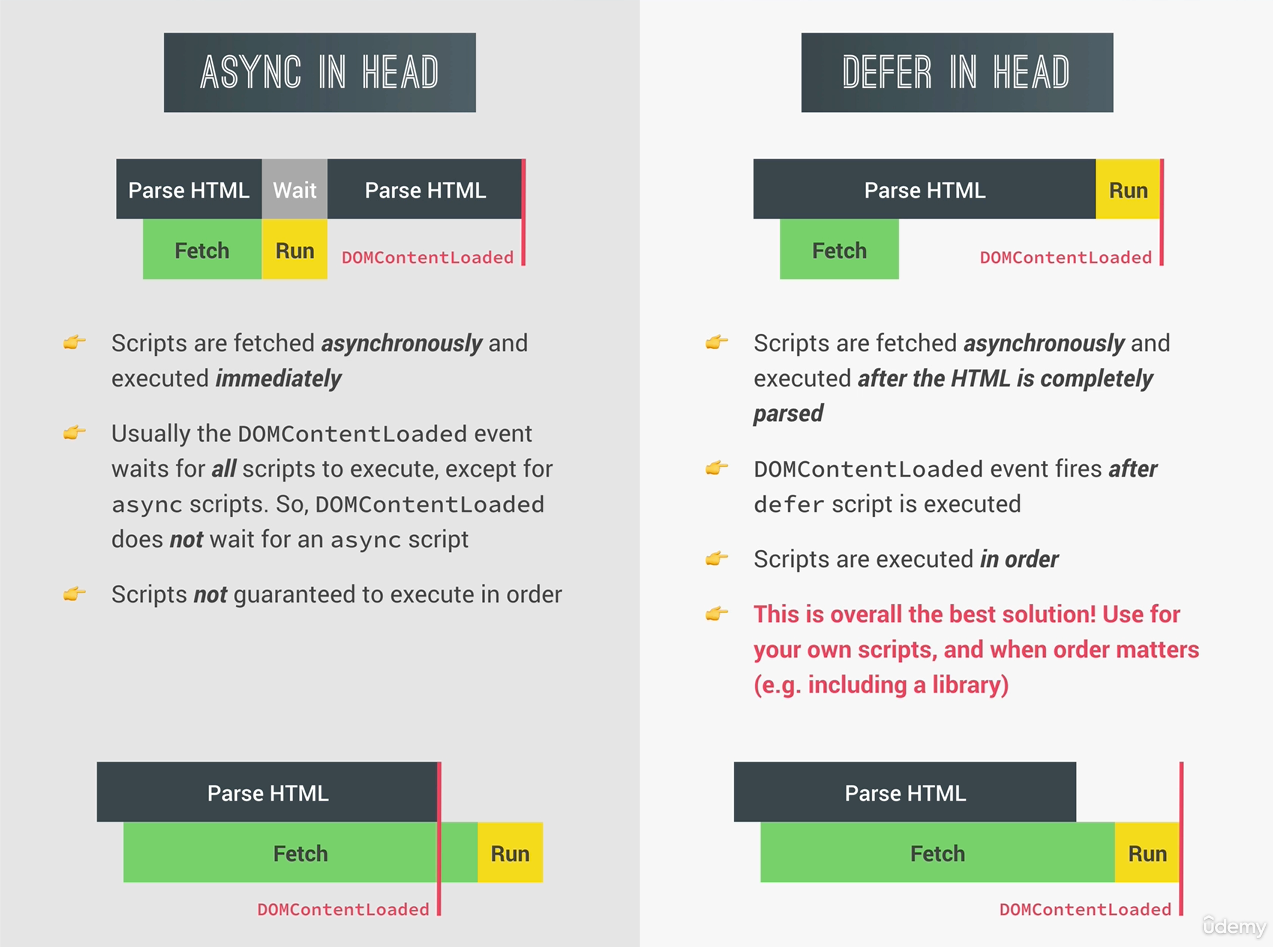 ASYNC IN HEAD
Parse HTML Wait Parse HTML
Fetch Run DOMContentLoaded
Scripts are fetched asynchronously and
executed immediately
Usually the DOMContentLoaded event
waits for all scripts to execute, except for
async scripts. So, DOMContentLoaded
does not wait for an async script
Scripts not guaranteed to execute in order
Parse HTML
Fetch Run
DOMContentLoaded
DEFER IN HEAD
Parse HTML Run
Fetch DOMContentLoaded
Scripts are fetched asynchronously and
executed after the HTML is completely
parsed
DOMContentLoaded event fires after
defer script is executed
Scripts are executed in order
This is overall the best solution! Use for
your own scripts, and when order matters
(e.g. including a library)
Parse HTML
Fetch Run
DOMContentLoaded
ûdemy